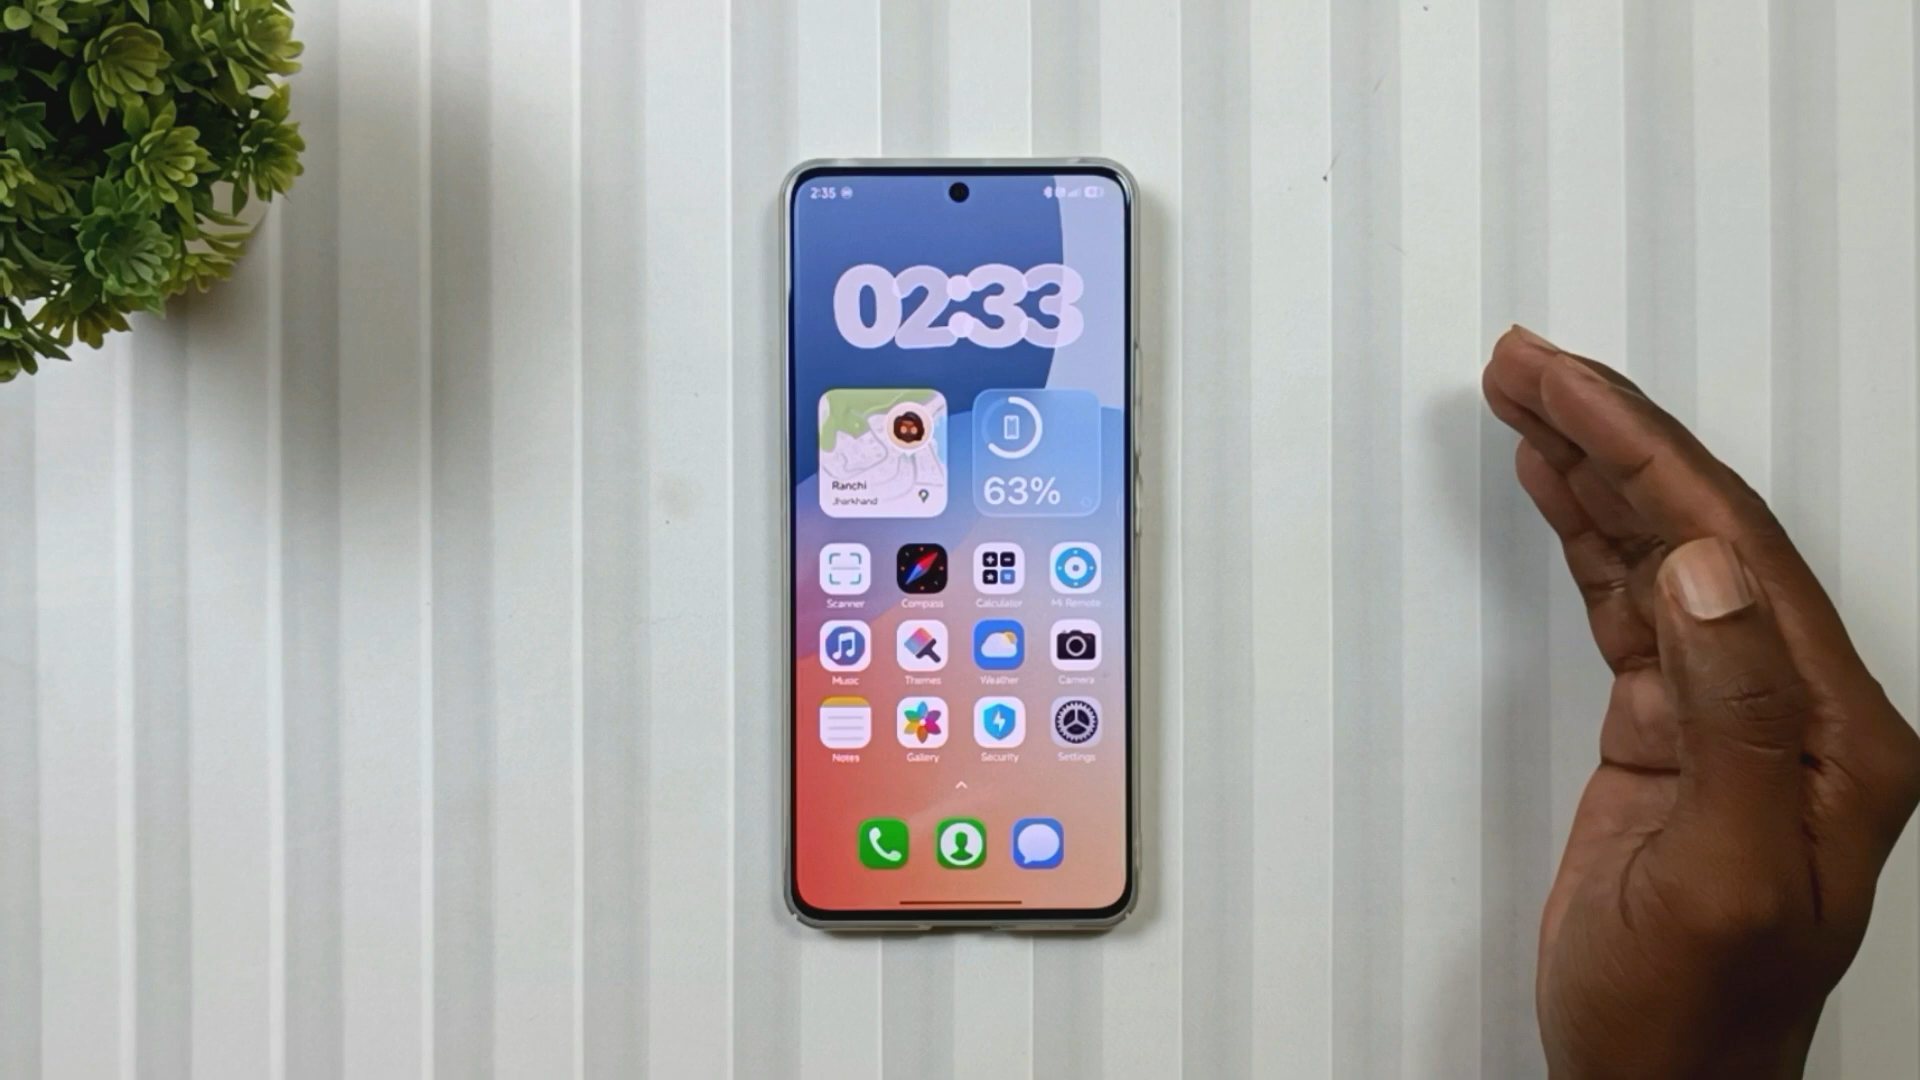 2:35
02:33
Ranchi
Jharkhand
63%
Scanner
Compass
Calculator
Mi Remote
Music
Themes
Weather
Camera
Notes
Gallery
Security
Settings